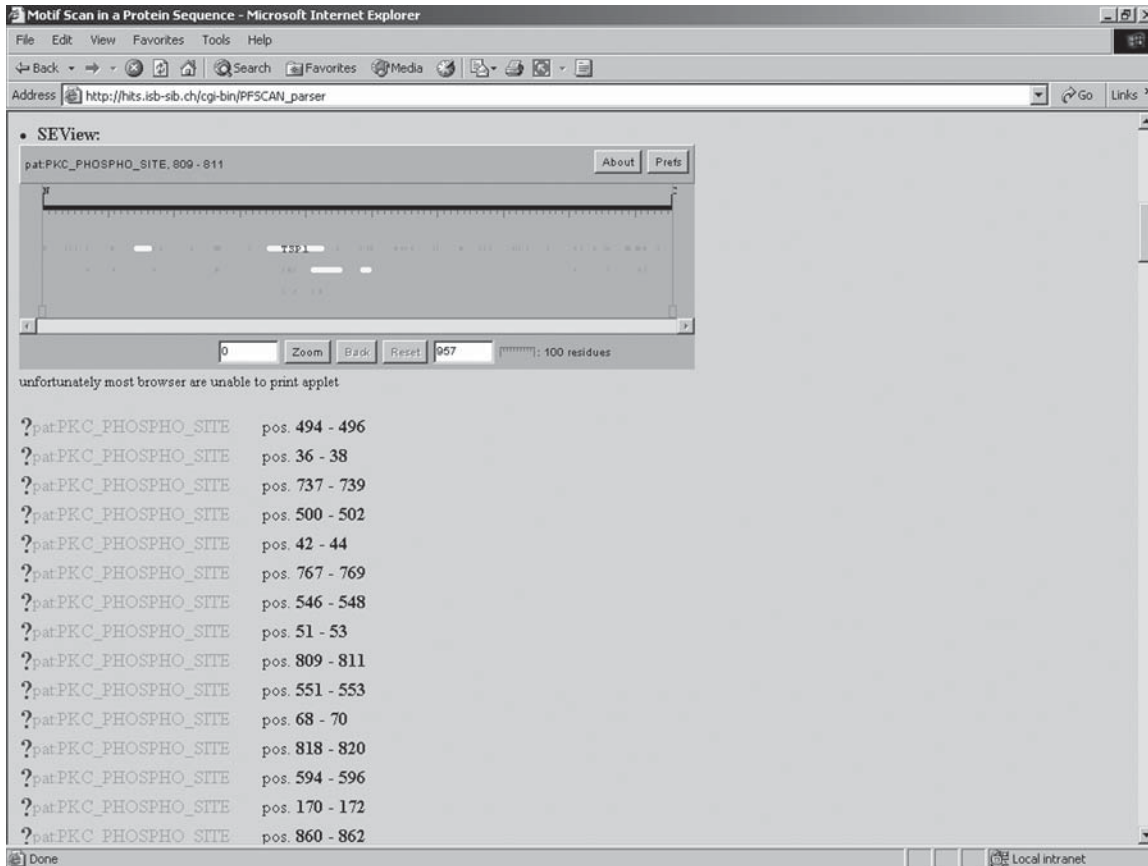 Motif Scan in a Protein Sequence - Microsoft Internet Explorer
File Edit View Favorites Tools Help
Back Search Favorites Media
Address http://hits.isb-sib.ch/cgi-bin/PFSCAN_parser Go Links
• SEView:
pat:PKC_PHOSPHO_SITE, 809 - 811 About Prefs
N
TSP1
0 Zoom Back Reset 957 : 100 residues
unfortunately most browser are unable to print applet
?pat:PKC_PHOSPHO_SITE pos. 494 - 496
?pat:PKC_PHOSPHO_SITE pos. 36 - 38
?pat:PKC_PHOSPHO_SITE pos. 737 - 739
?pat:PKC_PHOSPHO_SITE pos. 500 - 502
?pat:PKC_PHOSPHO_SITE pos. 42 - 44
?pat:PKC_PHOSPHO_SITE pos. 767 - 769
?pat:PKC_PHOSPHO_SITE pos. 546 - 548
?pat:PKC_PHOSPHO_SITE pos. 51 - 53
?pat:PKC_PHOSPHO_SITE pos. 809 - 811
?pat:PKC_PHOSPHO_SITE pos. 551 - 553
?pat:PKC_PHOSPHO_SITE pos. 68 - 70
?pat:PKC_PHOSPHO_SITE pos. 818 - 820
?pat:PKC_PHOSPHO_SITE pos. 594 - 596
?pat:PKC_PHOSPHO_SITE pos. 170 - 172
?pat:PKC_PHOSPHO_SITE pos. 860 - 862
Done Local intranet